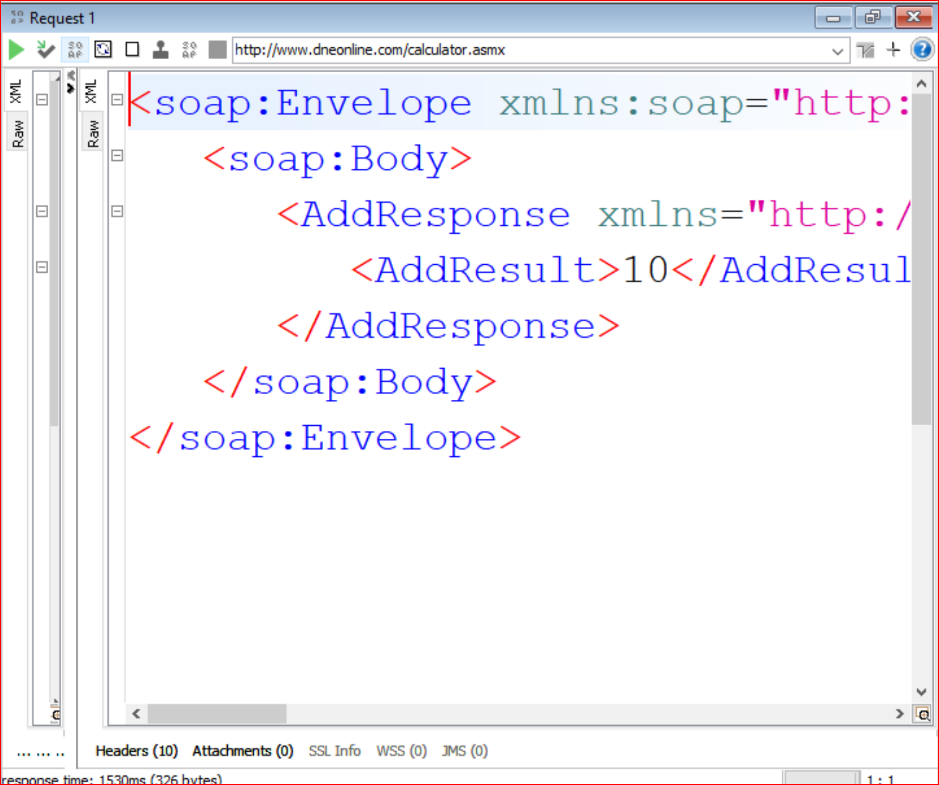 Request 1
http://www.dneonline.com/calculator.asmx
XML
Raw
XML
Raw
<soap:Envelope xmlns:soap="http:
<soap:Body>
<AddResponse xmlns="http:/
<AddResult>10</AddResul
</AddResponse>
</soap:Body>
</soap:Envelope>
... ... ..
Headers (10) Attachments (0) SSL Info WSS (0) JMS (0)
response time: 1530ms (326 bytes)
1 : 1